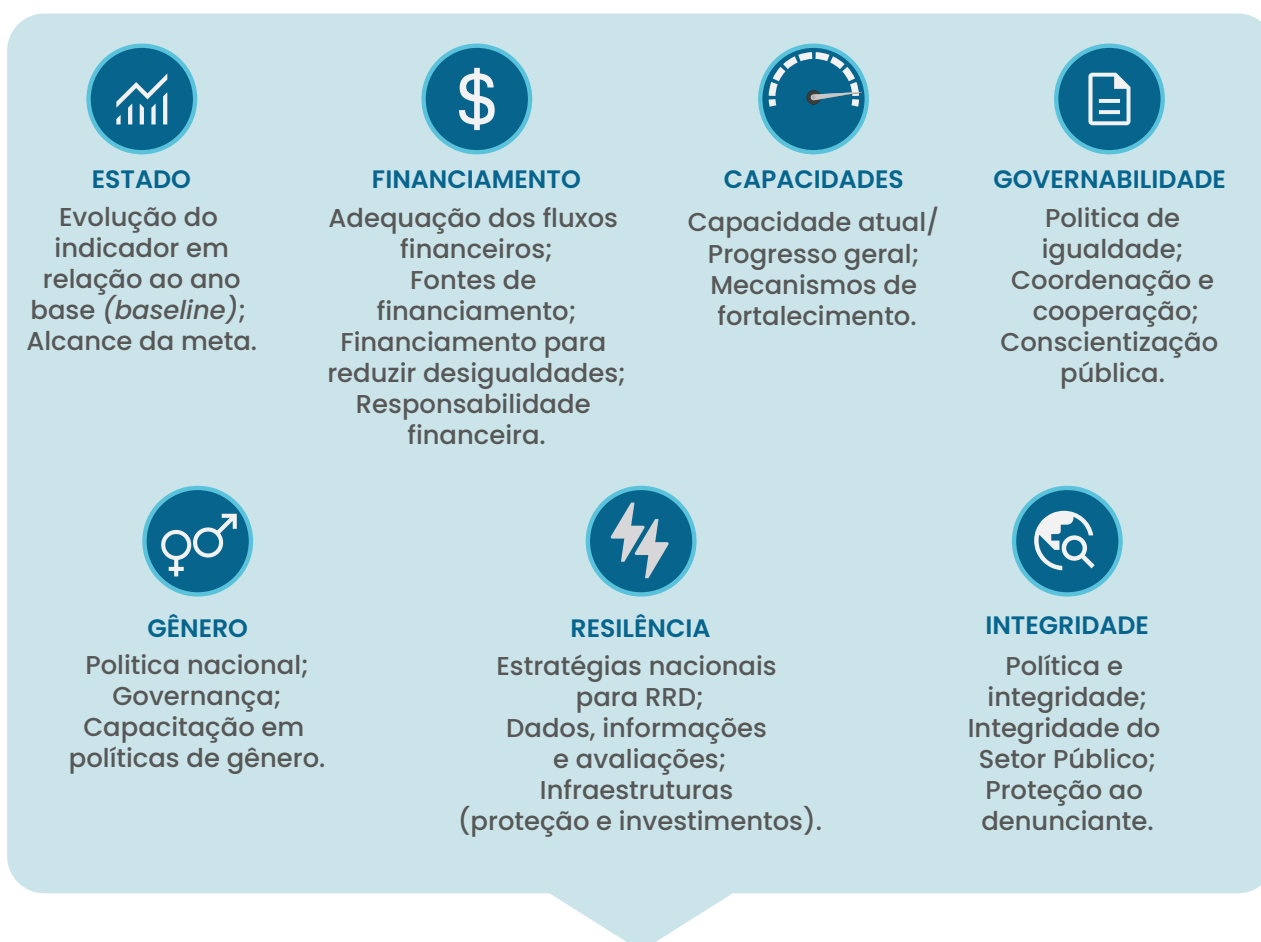 ESTADO
Evolução do
indicador em
relação ao ano
base (baseline);
Alcance da meta.
FINANCIAMENTO
Adequação dos fluxos
financeiros;
Fontes de
financiamento;
Financiamento para
reduzir desigualdades;
Responsabilidade
financeira.
CAPACIDADES
Capacidade atual/
Progresso geral;
Mecanismos de
fortalecimento.
GOVERNABILIDADE
Politica de
igualdade;
Coordenação e
cooperação;
Conscientização
pública.
GÊNERO
Politica nacional;
Governança;
Capacitação em
políticas de gênero.
RESILÊNCIA
Estratégias nacionais
para RRD;
Dados, informações
e avaliações;
Infraestruturas
(proteção e investimentos).
INTEGRIDADE
Política e
integridade;
Integridade do
Setor Público;
Proteção ao
denunciante.